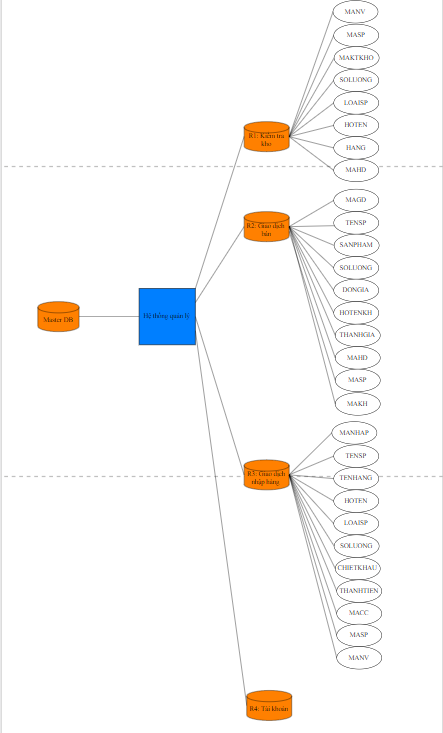 MANV
MASP
MAKTKHO
SOLUONG
LOAISP
HOTEN
HANG
MAHD
R1: Kiểm tra
kho
MAGD
TENSP
SANPHAM
SOLUONG
DONGIA
HOTENKH
THANHGIA
MAHD
MASP
MAKH
R2: Giao dịch
bán
Master DB
Hệ thống quản lý
MANHAP
TENSP
TENHANG
HOTEN
LOAISP
SOLUONG
CHIETKHAU
THANHTIEN
MACC
MASP
MANV
R3: Giao dịch
nhập hàng
R4: Tài khoản